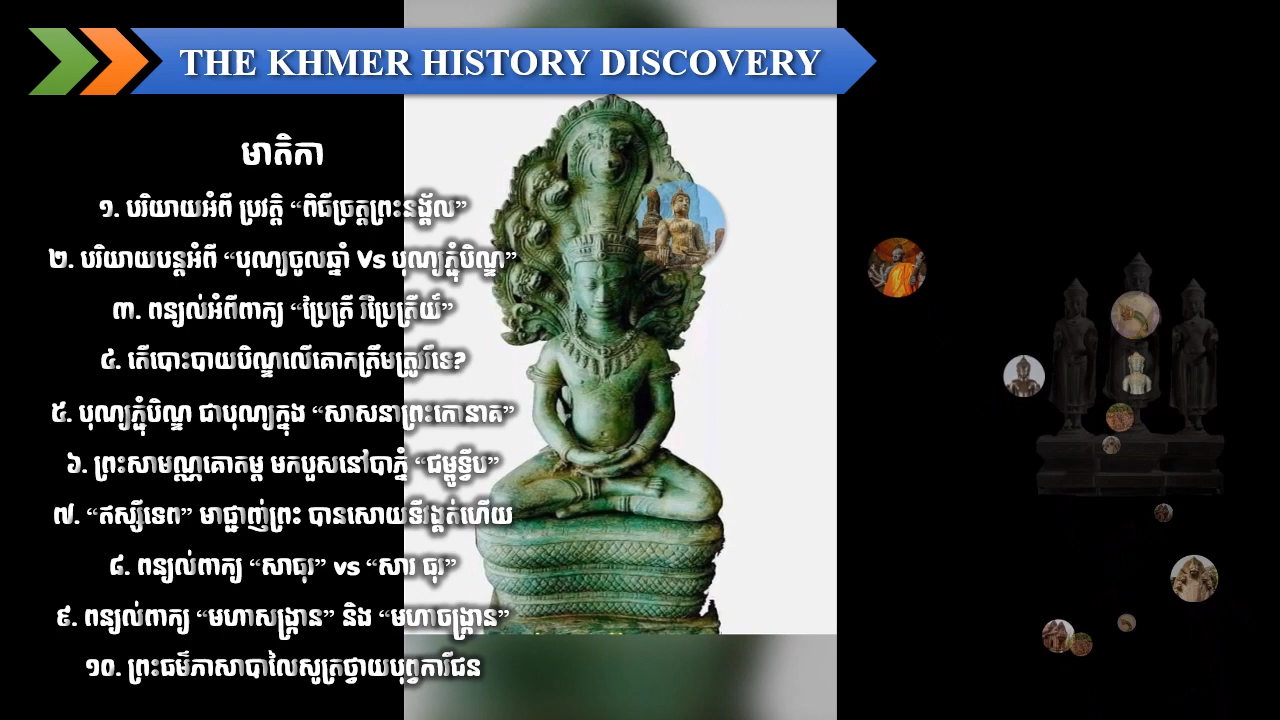 THE KHMER HISTORY DISCOVERY
មាតិកា
១. បរិយាយអំពី ប្រវត្តិ “ពិធីច្រត្តព្រះនង្គ័ល”
២. បរិយាយបន្តអំពី “បុណ្យចូលឆ្នាំ Vs បុណ្យភ្ជុំបិណ្ឌ”
៣. ពន្យល់អំពីពាក្យ “ប្រៃត្រី រឺប្រៃត្រីយ៍”
៤. តើបោះបាយបិណ្ឌលើគោកត្រឹមត្រូវរឺទេ?
៥. បុណ្យភ្ជុំបិណ្ឌ ជាបុណ្យក្នុង “សាសនាព្រះកោនាគ”
៦. ព្រះសាមណ្ណគោតម្ត មកបួសនៅបាភ្នំ “ជម្ពូទ្វីប”
៧. “ឥស្សីទេព” មាផ្ចាញ់ព្រះ បានសោយទីវង្គត់ហើយ
៨. ពន្យល់ពាក្យ “សាធុរ” vs “សារ ធុរ”
៩. ពន្យល់ពាក្យ “មហាសង្ក្រាន” និង “មហាចង្ក្រាន”
១០. ព្រះធម៌ភាសាបាលៃសូត្រថ្វាយបុព្វការីជន